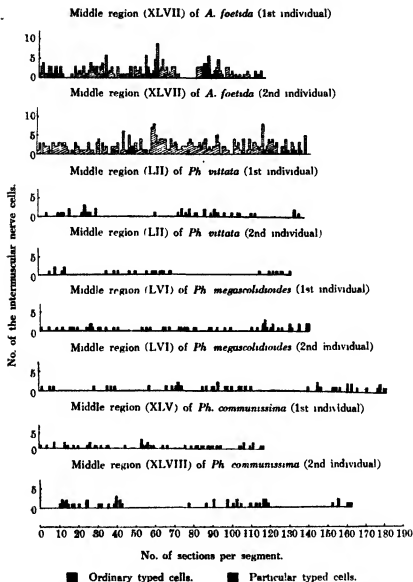 Middle region (XLVII) of A. foetida (1st individual)
10
5
0
Middle region (XLVII) of A. foetida (2nd individual)
10
5
0
Middle region (LII) of Ph vittata (1st individual)
5
0
Middle region (LII) of Ph vittata (2nd individual)
5
0
Middle region (LVI) of Ph megascolidioides (1st individual)
5
0
Middle region (LVI) of Ph megascolidioides (2nd individual)
5
0
Middle region (XLV) of Ph. communissima (1st individual)
5
0
Middle region (XLVIII) of Ph communissima (2nd individual)
5
0
0 10 20 30 40 50 60 70 80 90 100 110 120 130 140 150 160 170 180 190
No. of sections per segment.
No. of the intermuscular nerve cells.
Ordinary typed cells. Particular typed cells.